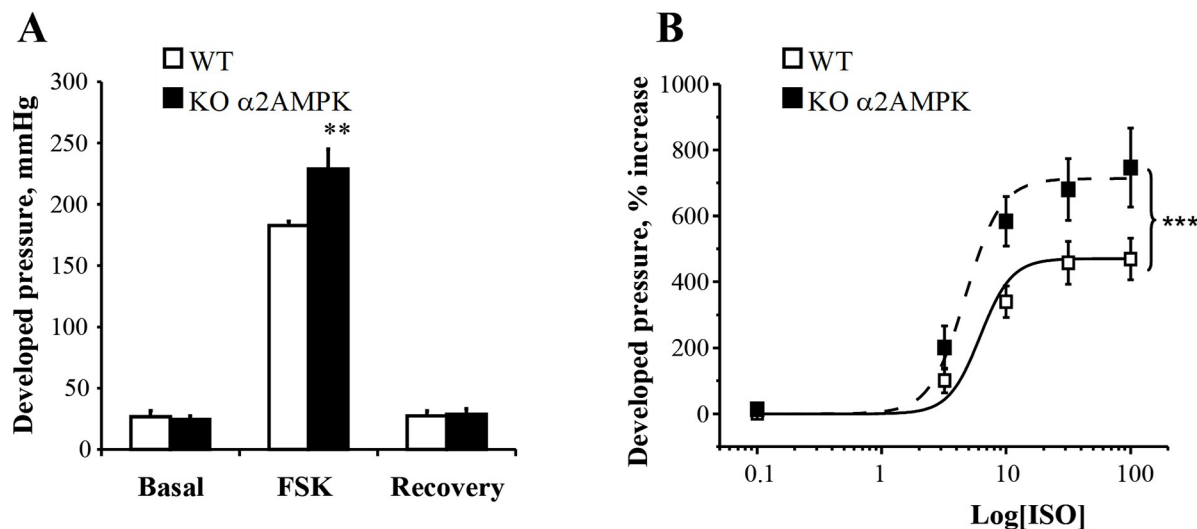 A
WT
KO α2AMPK
Developed pressure, mmHg
300
250
200
150
100
50
0
**
Basal FSK Recovery
B
WT
KO α2AMPK
Developed pressure, % increase
1000
800
600
400
200
0
***
0.1 1 10 100
Log[ISO]